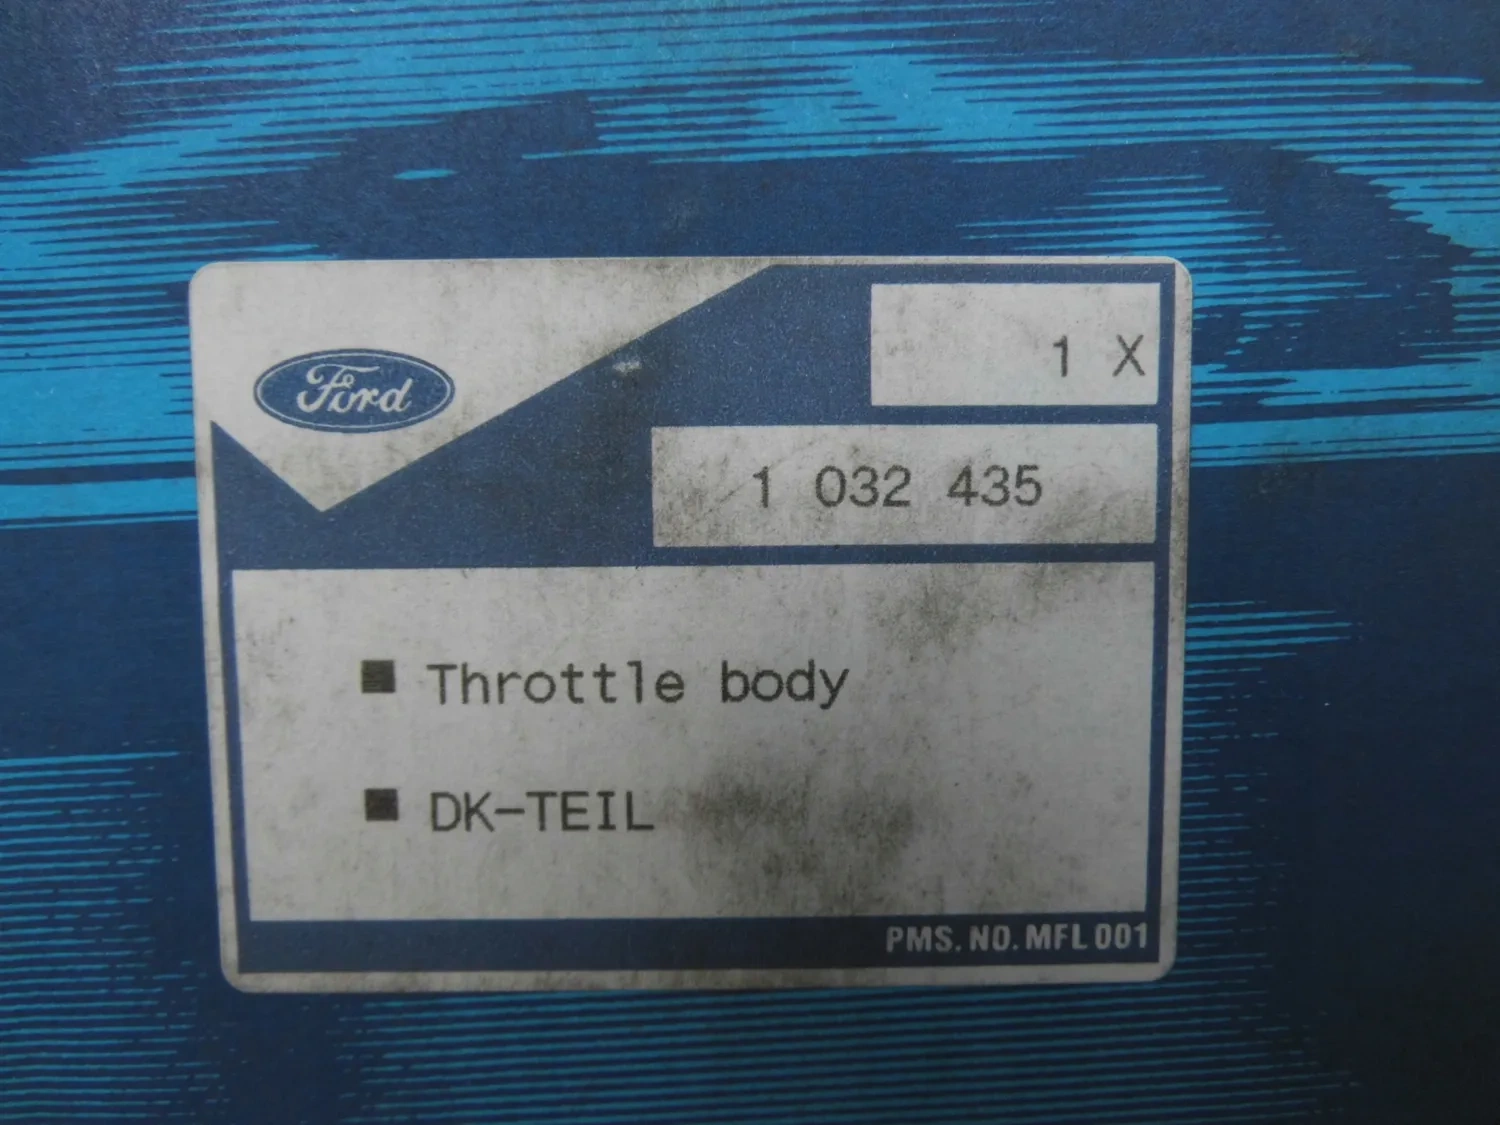 Ford
1 X
1 032 435
■ Throttle body
■ DK-TEIL
PMS. NO. MFL 001